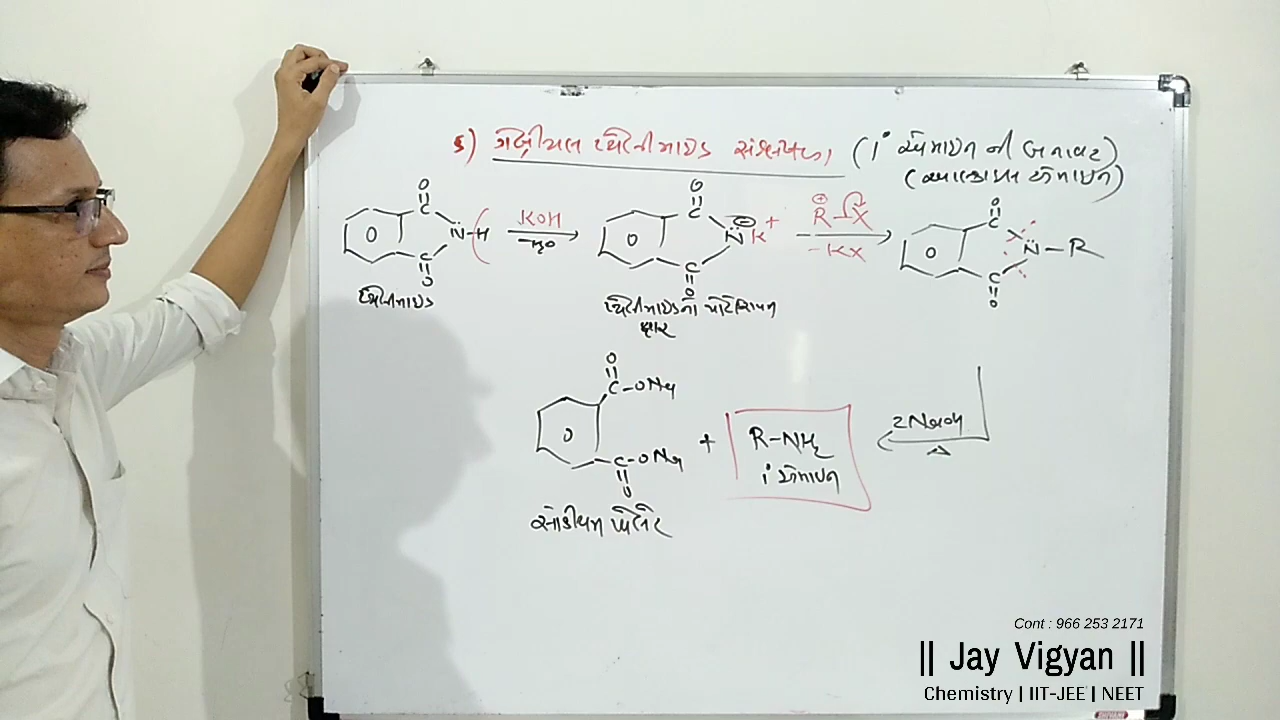 ૬) ગેબ્રીયલ થેલીમાઇડ સંશ્લેષણ (1° એમાઇન ની બનાવટ)
(આલ્કાઇલ એમાઇન)
O
C
N-H
C
O
O
થેલીમાઇડ
KOH
-H₂O
O
C
N K+
C
O
O
થેલીમાઇડનો પોટેશિયમ
ક્ષાર
R-X
-KX
O
C
N-R
C
O
O
2NaOH
Δ
O
C-ONa
O
C-ONa
O
સોડીયમ થેલેટ
+
R-NH₂
1° એમાઇન
Cont : 966 253 2171
|| Jay Vigyan ||
Chemistry | IIT-JEE | NEET